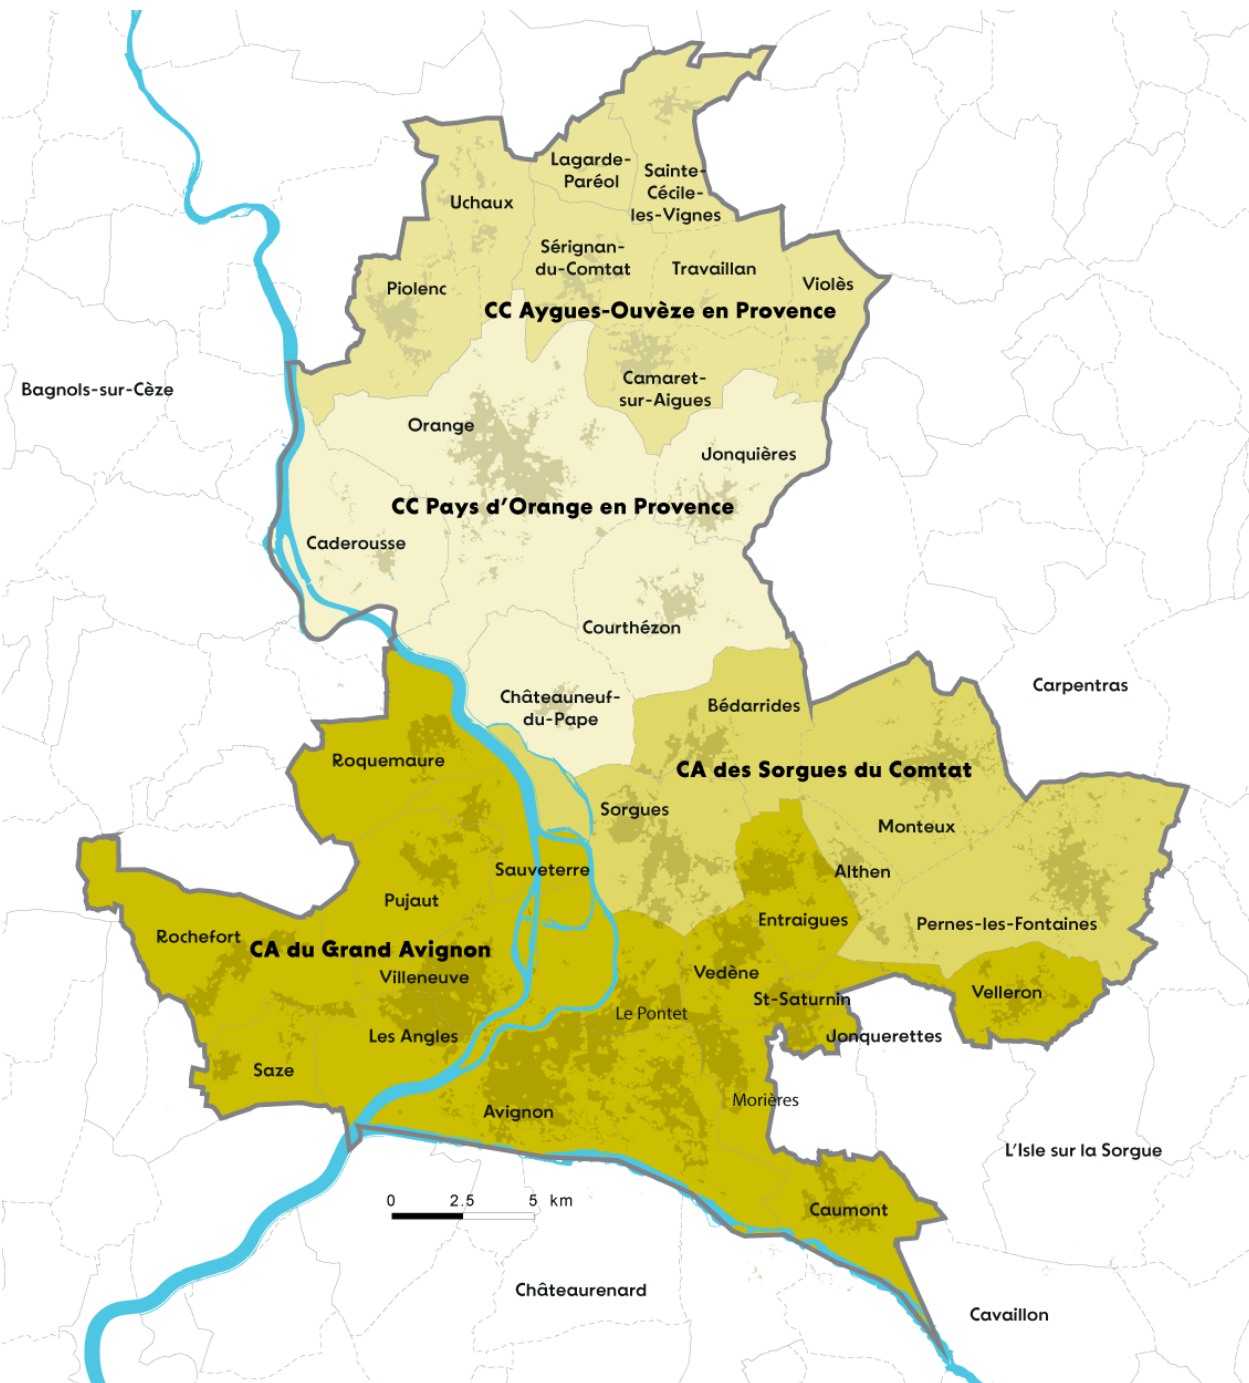 Lagarde-
Paréol
Sainte-
Cécile-
les-Vignes
Uchaux
Sérignan-
du-Comtat
Travaillan
Violès
Piolenc
CC Aygues-Ouvèze en Provence
Bagnols-sur-Cèze
Camaret-
sur-Aigues
Orange
Jonquières
CC Pays d’Orange en Provence
Caderousse
Courthézon
Carpentras
Châteauneuf-
du-Pape
Bédarrides
Roquemaure
CA des Sorgues du Comtat
Sorgues
Monteux
Sauveterre
Althen
Pujaut
Entraigues
Pernes-les-Fontaines
Rochefort
CA du Grand Avignon
Villeneuve
Vedène
Velleron
St-Saturnin
Le Pontet
Les Angles
Jonquerettes
Saze
Morières
Avignon
L’Isle sur la Sorgue
0 2.5 5 km
Caumont
Châteaurenard
Cavaillon